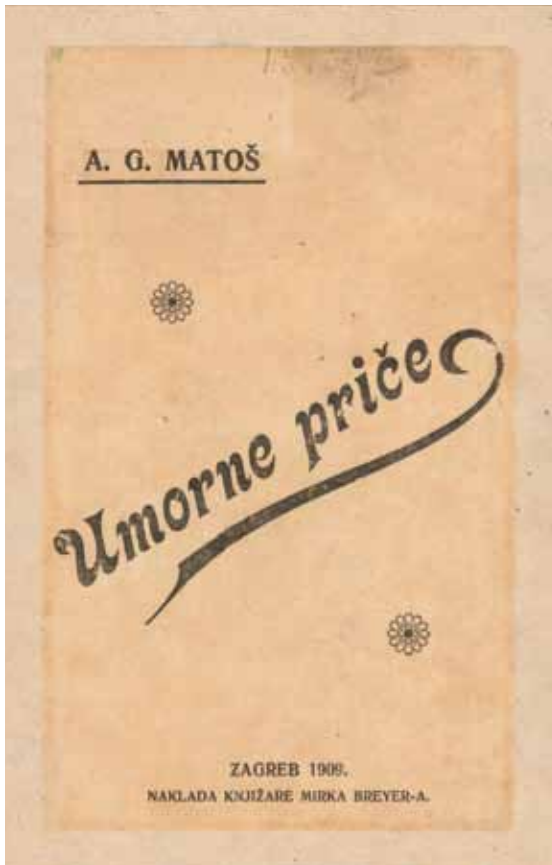 A. G. MATOŠ
Umorne priče
ZAGREB 1909.
NAKLADA KNJIŽARE MIRKA BREYER-A.